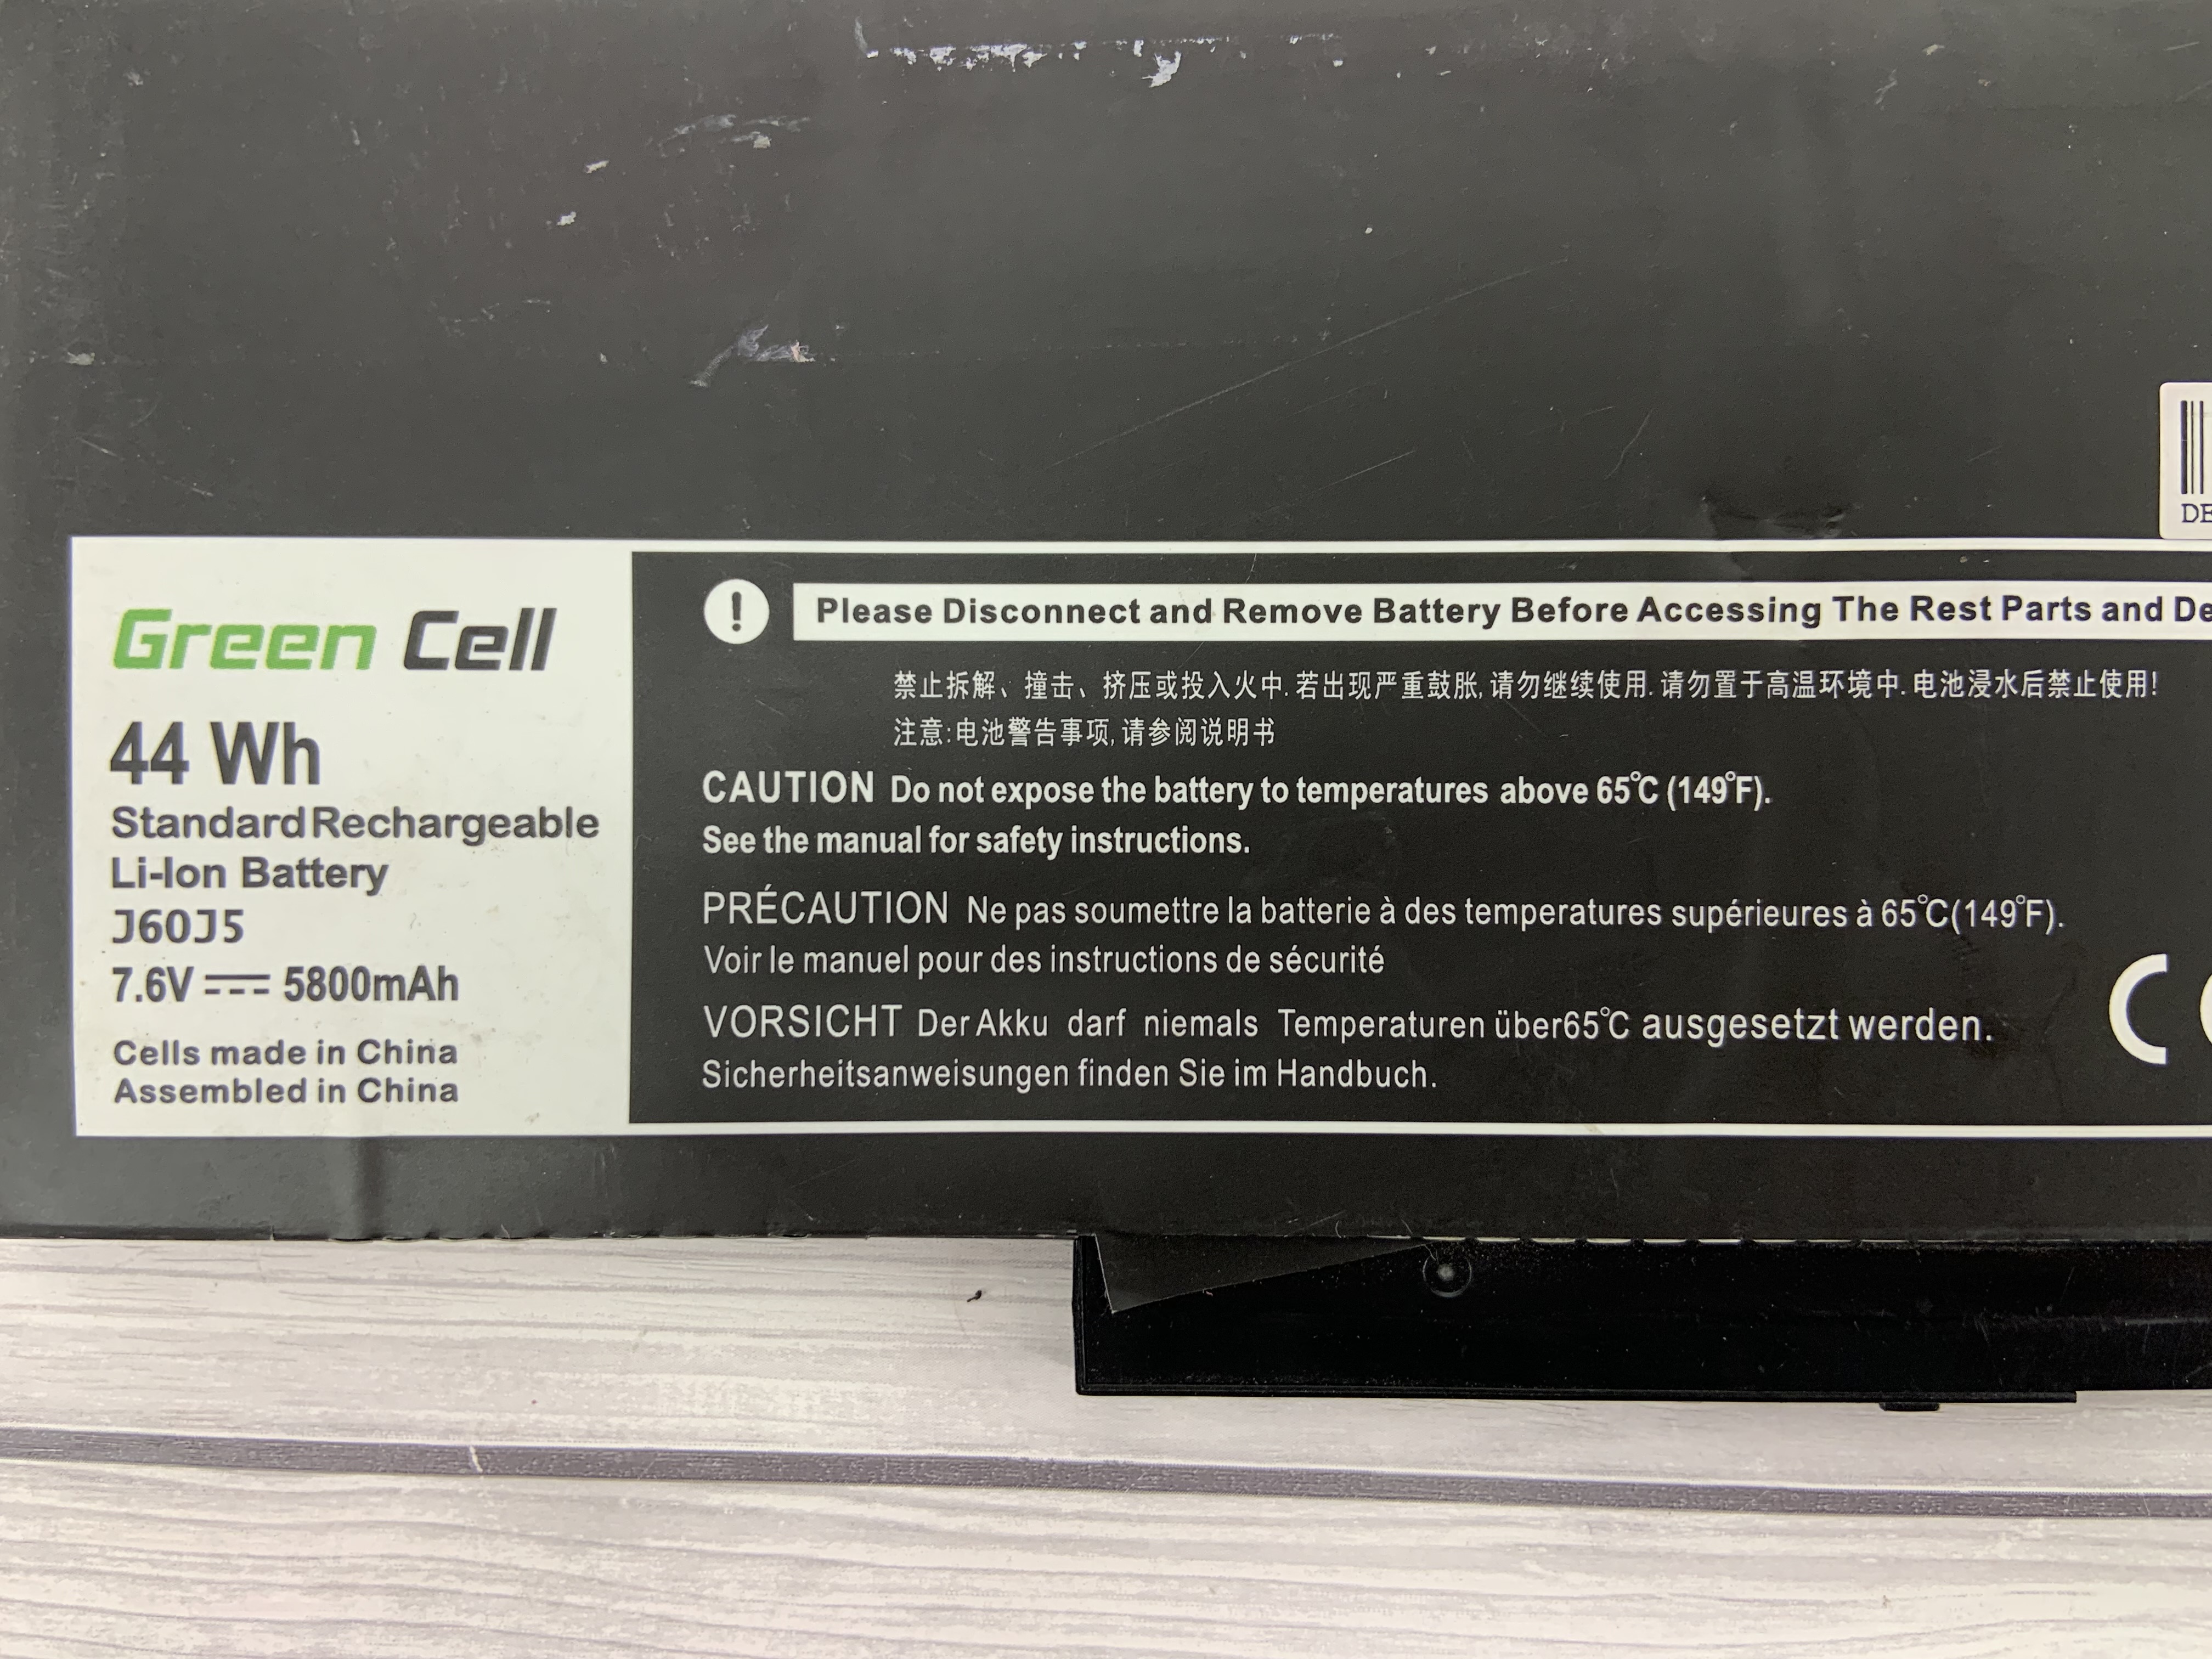 DE
Green Cell
44 Wh
Standard Rechargeable
Li-Ion Battery
J60J5
7.6V 5800mAh
Cells made in China
Assembled in China
! Please Disconnect and Remove Battery Before Accessing The Rest Parts and De
禁止拆解、撞击、挤压或投入火中.若出现严重鼓胀,请勿继续使用.请勿置于高温环境中.电池浸水后禁止使用!
注意:电池警告事项,请参阅说明书
CAUTION Do not expose the battery to temperatures above 65℃ (149℉).
See the manual for safety instructions.
PRÉCAUTION Ne pas soumettre la batterie à des temperatures supérieures à 65℃(149℉).
Voir le manuel pour des instructions de sécurité
VORSICHT Der Akku darf niemals Temperaturen über65℃ ausgesetzt werden.
Sicherheitsanweisungen finden Sie im Handbuch.
CE